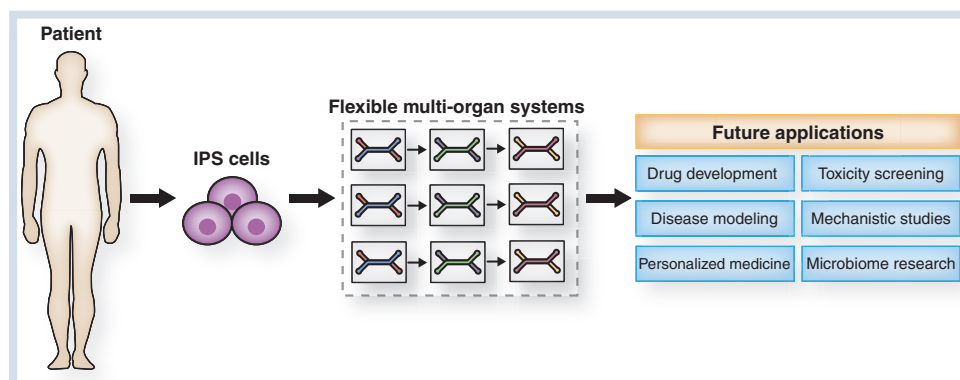 Patient
IPS cells
Flexible multi-organ systems
Future applications
Drug development
Toxicity screening
Disease modeling
Mechanistic studies
Personalized medicine
Microbiome research